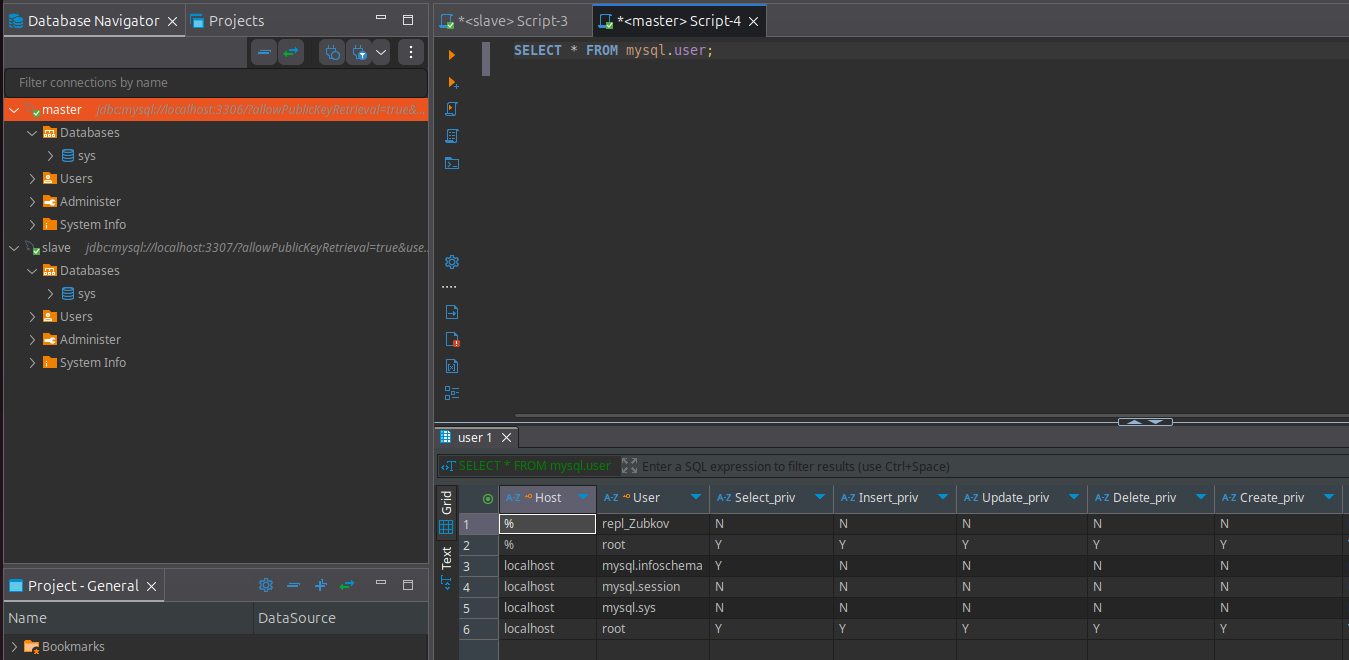 Database Navigator
Projects
Filter connections by name
master jdbc:mysql://localhost:3306/?allowPublicKeyRetrieval=true&...
Databases
sys
Users
Administer
System Info
slave jdbc:mysql://localhost:3307/?allowPublicKeyRetrieval=true&use...
Databases
sys
Users
Administer
System Info
Project - General
Name DataSource
Bookmarks
*<slave> Script-3
*<master> Script-4
SELECT * FROM mysql.user;
user 1
SELECT * FROM mysql.user Enter a SQL expression to filter results (use Ctrl+Space)
Grid
Text
A-Z Host A-Z User A-Z Select_priv A-Z Insert_priv A-Z Update_priv A-Z Delete_priv A-Z Create_priv
1 % repl_Zubkov N N N N N
2 % root Y Y Y Y Y
3 localhost mysql.infoschema Y N N N N
4 localhost mysql.session N N N N N
5 localhost mysql.sys N N N N N
6 localhost root Y Y Y Y Y